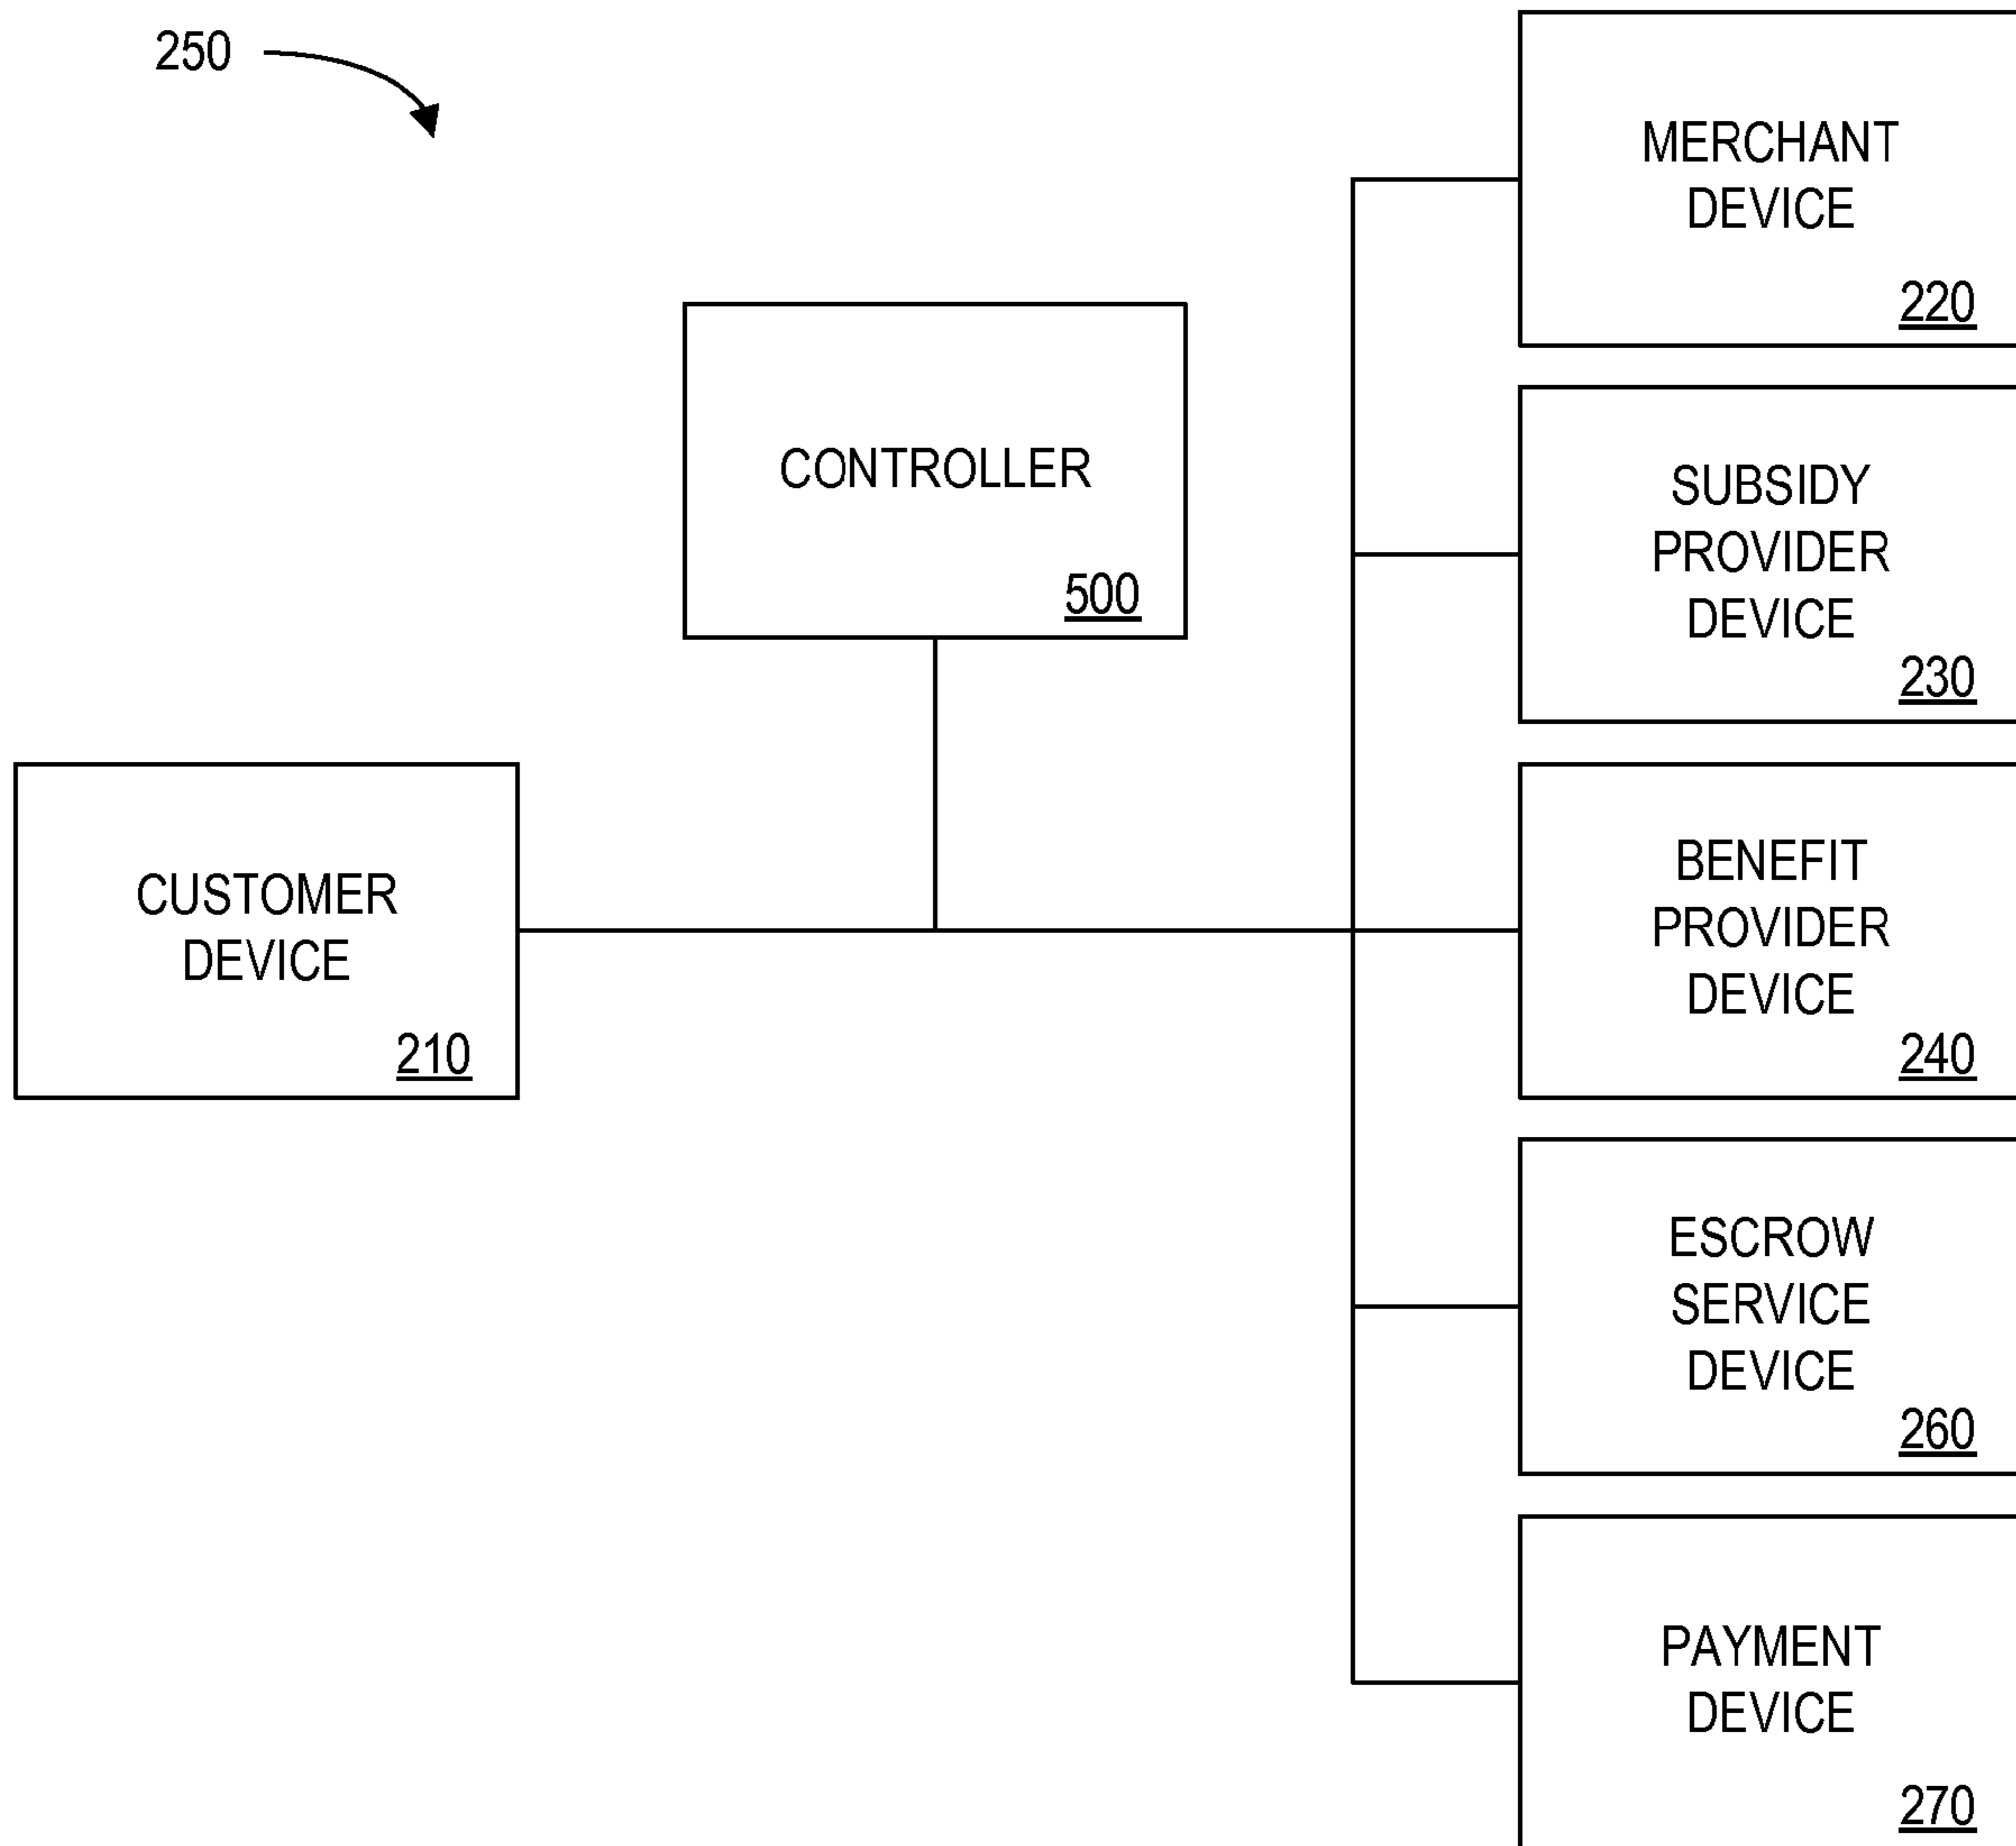 250
MERCHANT
DEVICE
220
CONTROLLER
500
SUBSIDY
PROVIDER
DEVICE
230
CUSTOMER
DEVICE
210
BENEFIT
PROVIDER
DEVICE
240
ESCROW
SERVICE
DEVICE
260
PAYMENT
DEVICE
270